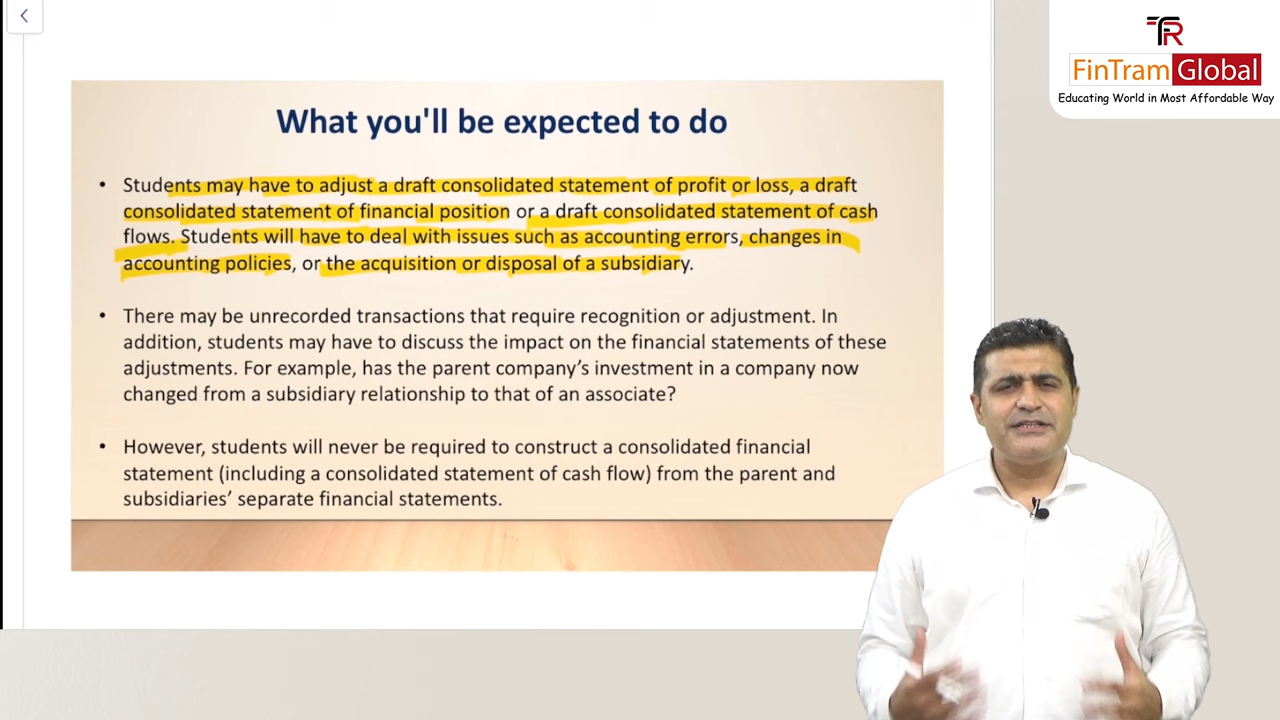 TR
FinTram Global
Educating World in Most Affordable Way
What you'll be expected to do
• Students may have to adjust a draft consolidated statement of profit or loss, a draft
consolidated statement of financial position or a draft consolidated statement of cash
flows. Students will have to deal with issues such as accounting errors, changes in
accounting policies, or the acquisition or disposal of a subsidiary.
• There may be unrecorded transactions that require recognition or adjustment. In
addition, students may have to discuss the impact on the financial statements of these
adjustments. For example, has the parent company’s investment in a company now
changed from a subsidiary relationship to that of an associate?
• However, students will never be required to construct a consolidated financial
statement (including a consolidated statement of cash flow) from the parent and
subsidiaries’ separate financial statements.